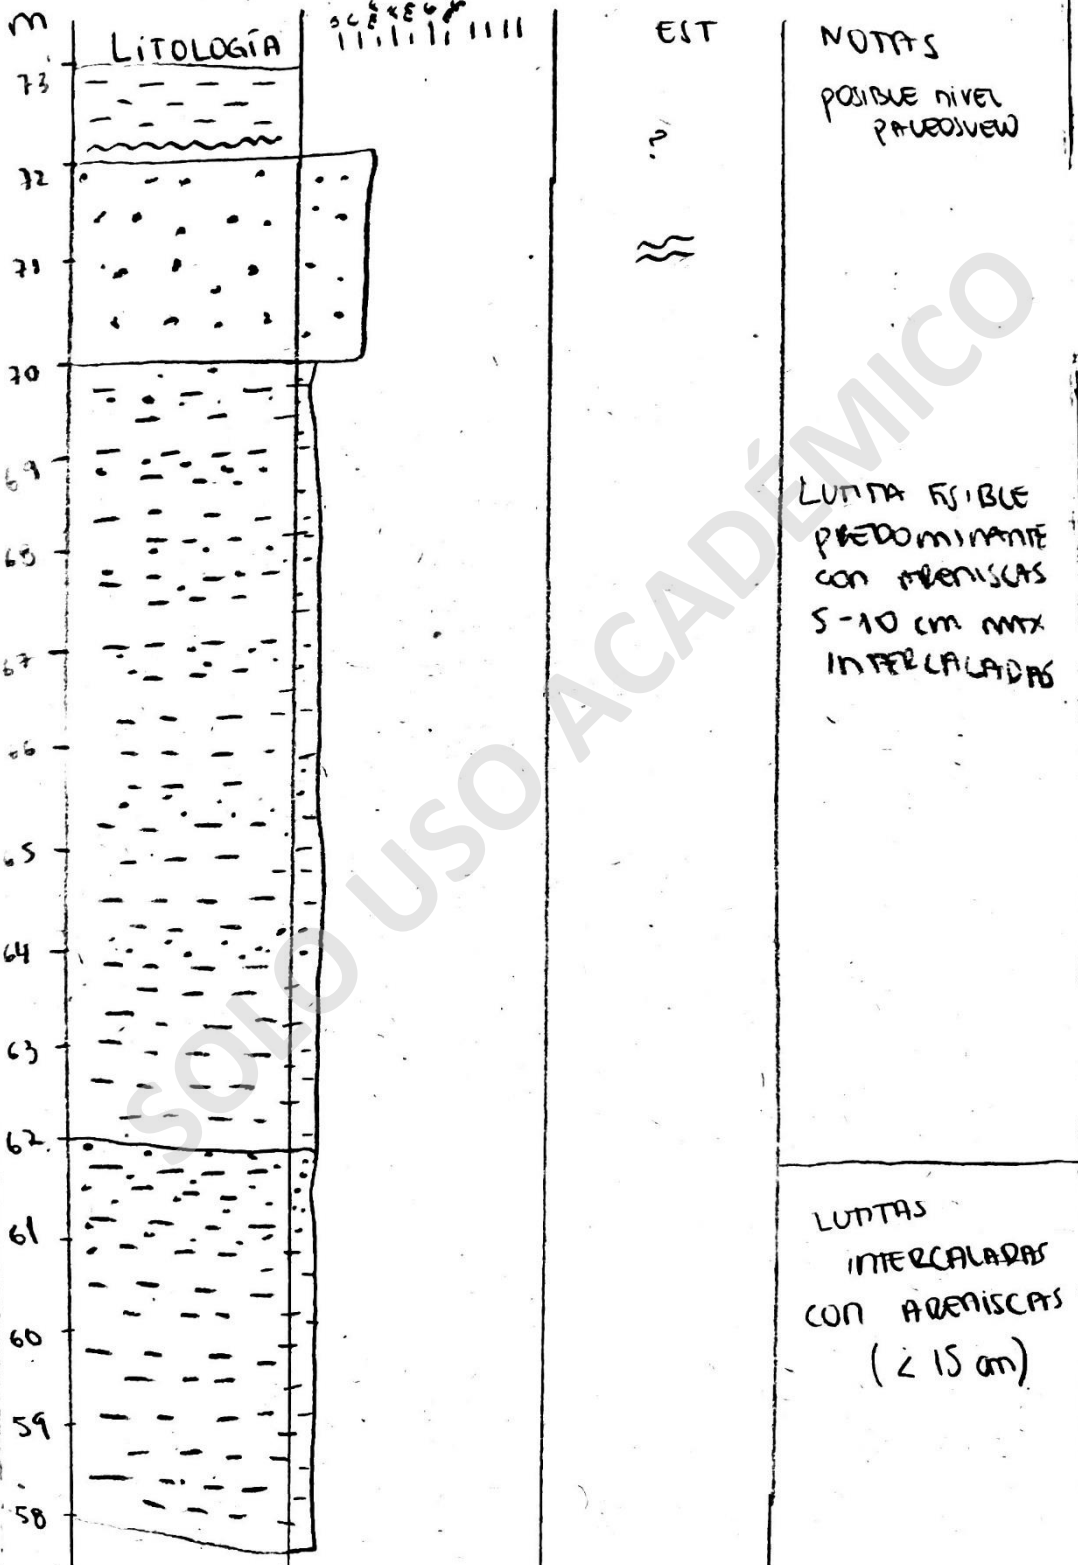 m
LITOLOGÍA
EST
NOTAS
73
POSIBLE NIVEL
PALEOSUELO
?
72
71
70
69
LUTITA FISIBLE
68
PREDOMINANTE
CON ARENISCAS
5-10 cm MAX
67
INTERCALADAS
66
65
64
63
62
LUTITAS
61
INTERCALADAS
CON ARENISCAS
60
(< 15 cm)
59
58
SOLO USO ACADÉMICO